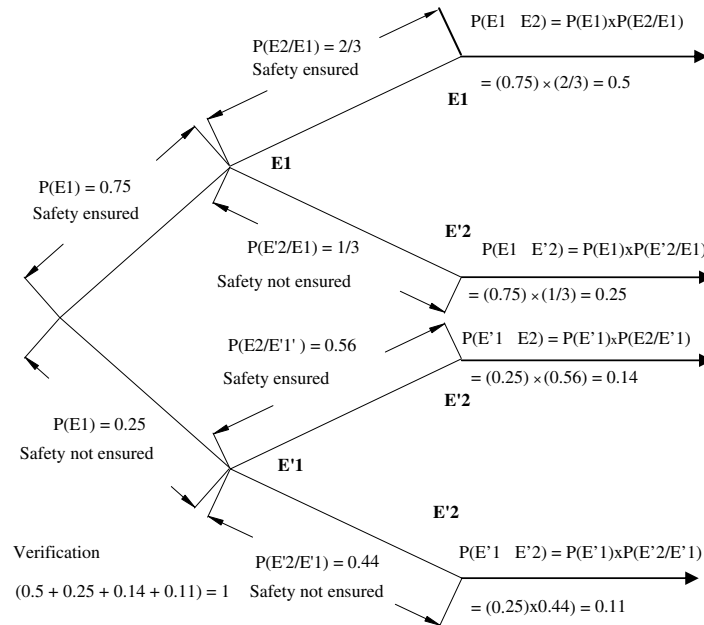 P(E1 E2) = P(E1)xP(E2/E1)
P(E2/E1) = 2/3
Safety ensured
= (0.75) × (2/3) = 0.5
E1
E1
P(E1) = 0.75
Safety ensured
E'2
P(E1 E'2) = P(E1)xP(E'2/E1)
P(E'2/E1) = 1/3
Safety not ensured
= (0.75) × (1/3) = 0.25
P(E'1 E2) = P(E'1)xP(E2/E'1)
P(E2/E'1' ) = 0.56
Safety ensured
= (0.25) × (0.56) = 0.14
E'2
P(E1) = 0.25
Safety not ensured
E'1
E'2
Verification
P(E'2/E'1) = 0.44
P(E'1 E'2) = P(E'1)xP(E'2/E'1)
(0.5 + 0.25 + 0.14 + 0.11) = 1
Safety not ensured
= (0.25)x0.44) = 0.11